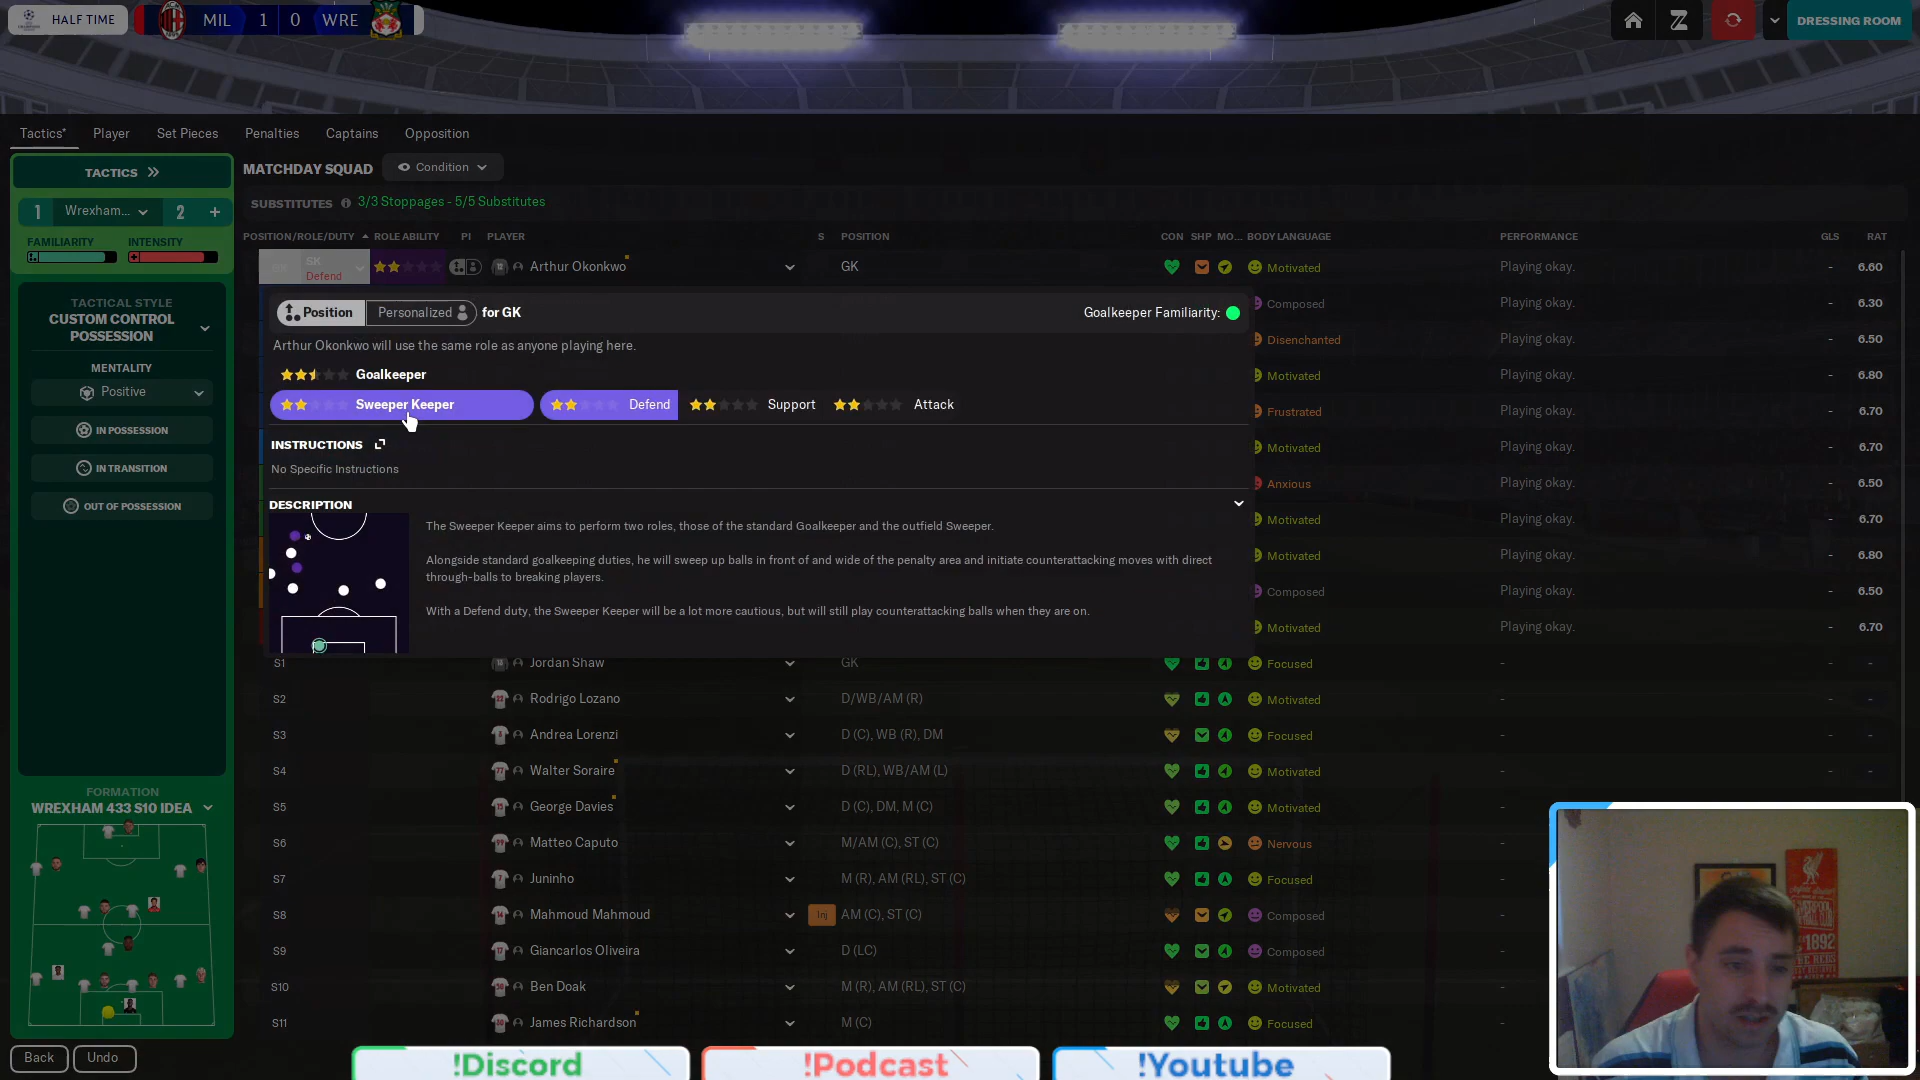 HALF TIME MIL 1 0 WRE DRESSING ROOM
Tactics* Player Set Pieces Penalties Captains Opposition
TACTICS
MATCHDAY SQUAD Condition
SUBSTITUTES 3/3 Stoppages - 5/5 Substitutes
1 Wrexham... 2 +
FAMILIARITY INTENSITY
POSITION/ROLE/DUTY ROLE ABILITY PI PLAYER S POSITION CON SHP MO... BODY LANGUAGE PERFORMANCE GLS RAT
SK Defend Arthur Okonkwo GK Motivated Playing okay. - 6.60
Composed Playing okay. - 6.30
Disenchanted Playing okay. - 6.50
Motivated Playing okay. - 6.80
Frustrated Playing okay. - 6.70
Motivated Playing okay. - 6.70
Anxious Playing okay. - 6.50
Motivated Playing okay. - 6.70
Motivated Playing okay. - 6.80
Composed Playing okay. - 6.50
Motivated Playing okay. - 6.70
Position Personalized for GK Goalkeeper Familiarity:
Arthur Okonkwo will use the same role as anyone playing here.
Goalkeeper
Sweeper Keeper Defend Support Attack
INSTRUCTIONS
No Specific Instructions
DESCRIPTION
The Sweeper Keeper aims to perform two roles, those of the standard Goalkeeper and the outfield Sweeper.
Alongside standard goalkeeping duties, he will sweep up balls in front of and wide of the penalty area and initiate counterattacking moves with direct
through-balls to breaking players.
With a Defend duty, the Sweeper Keeper will be a lot more cautious, but will still play counterattacking balls when they are on.
TACTICAL STYLE
CUSTOM CONTROL
POSSESSION
MENTALITY
Positive
IN POSSESSION
IN TRANSITION
OUT OF POSSESSION
FORMATION
WREXHAM 433 S10 IDEA
S1 Jordan Shaw GK Focused - -
S2 Rodrigo Lozano D/WB/AM (R) Motivated - -
S3 Andrea Lorenzi D (C), WB (R), DM Focused - -
S4 Walter Soraire D (RL), WB/AM (L) Motivated - -
S5 George Davies D (C), DM, M (C) Motivated - -
S6 Matteo Caputo M/AM (C), ST (C) Nervous - -
S7 Juninho M (R), AM (RL), ST (C) Focused - -
S8 Mahmoud Mahmoud Inj AM (C), ST (C) Composed - -
S9 Giancarlos Oliveira D (LC) Composed - -
S10 Ben Doak M (R), AM (RL), ST (C) Motivated - -
S11 James Richardson M (C) Focused - -
Back Undo
!Discord !Podcast !Youtube
LIVERPOOL
1892
THE REDS